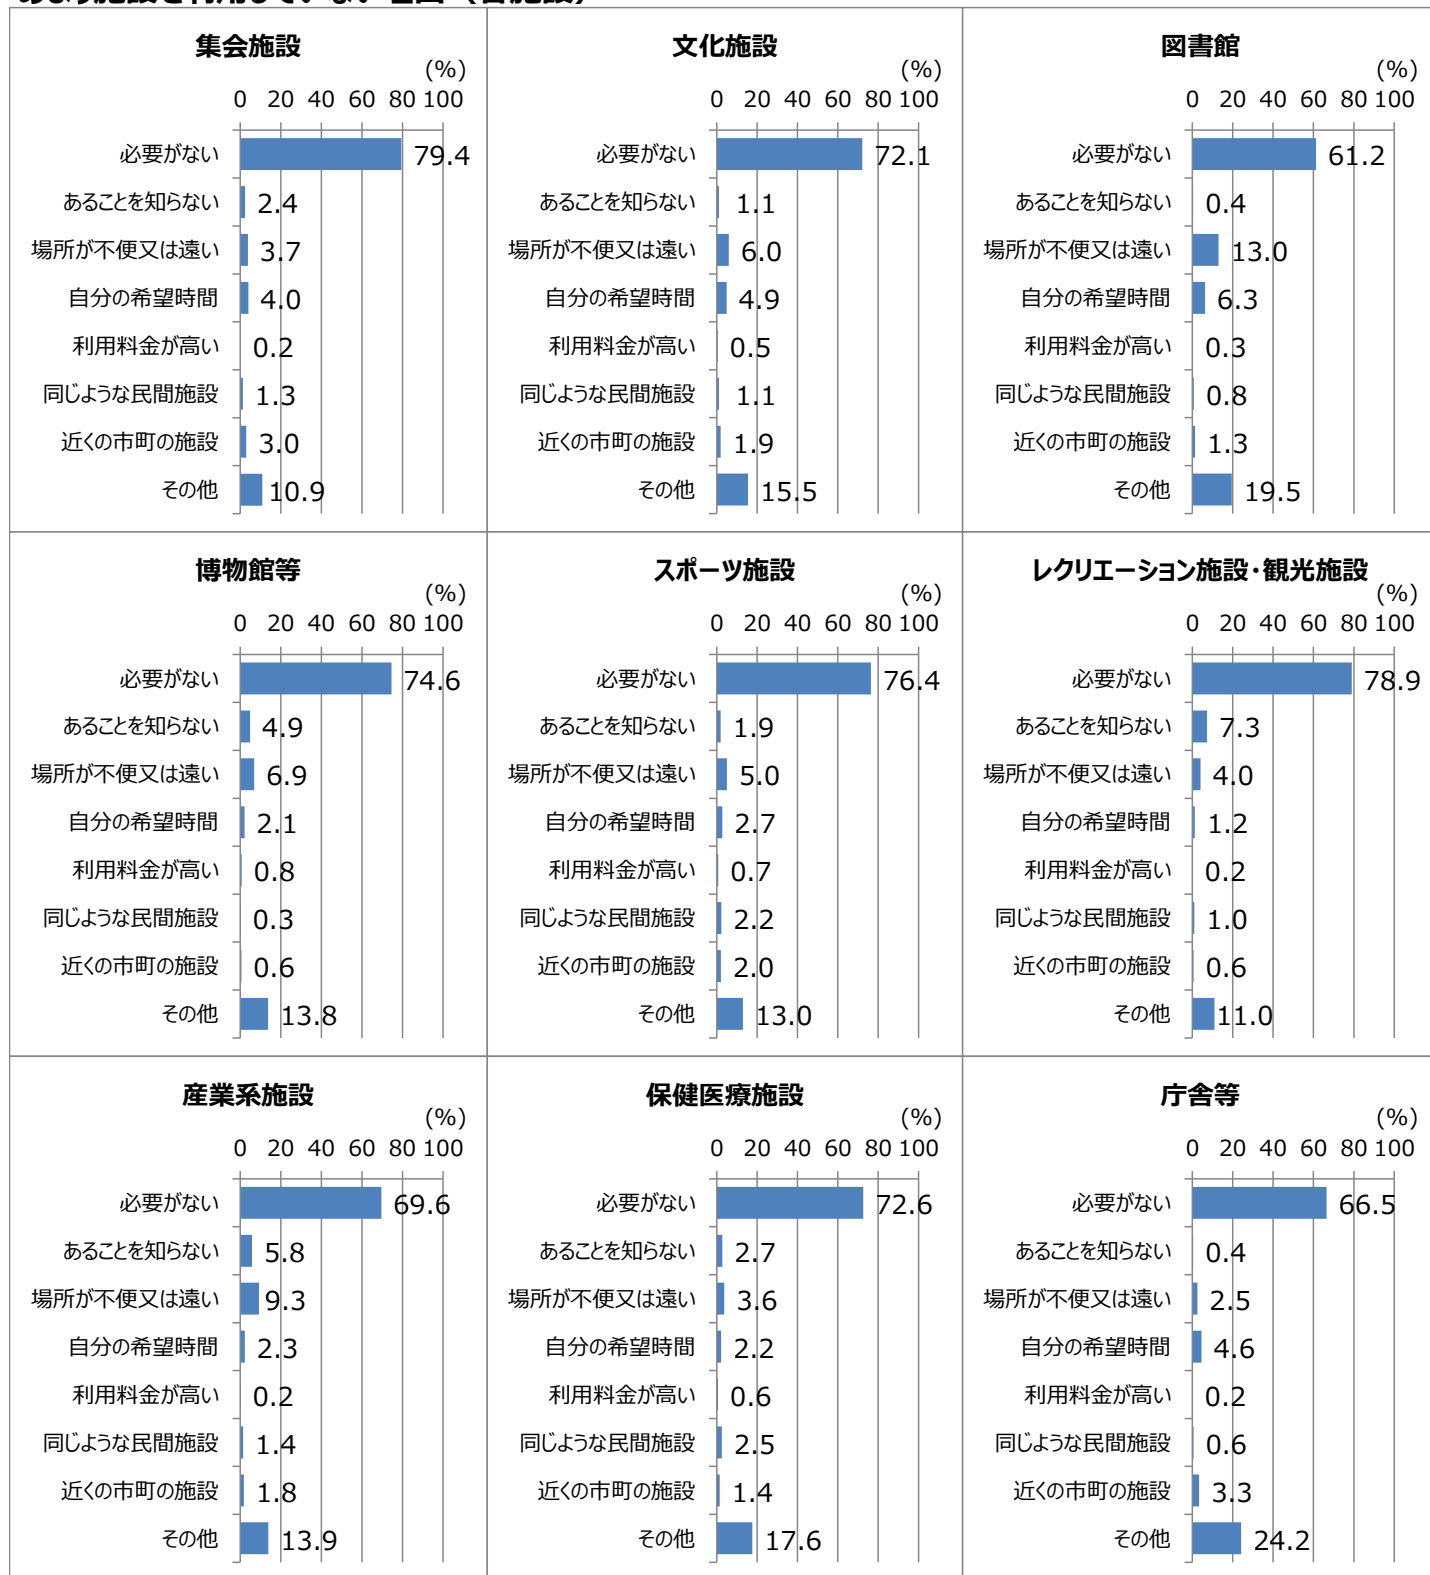 集会施設
(%)
0 20 40 60 80 100
必要がない 79.4
あることを知らない 2.4
場所が不便又は遠い 3.7
自分の希望時間 4.0
利用料金が高い 0.2
同じような民間施設 1.3
近くの市町の施設 3.0
その他 10.9
文化施設
(%)
0 20 40 60 80 100
必要がない 72.1
あることを知らない 1.1
場所が不便又は遠い 6.0
自分の希望時間 4.9
利用料金が高い 0.5
同じような民間施設 1.1
近くの市町の施設 1.9
その他 15.5
図書館
(%)
0 20 40 60 80 100
必要がない 61.2
あることを知らない 0.4
場所が不便又は遠い 13.0
自分の希望時間 6.3
利用料金が高い 0.3
同じような民間施設 0.8
近くの市町の施設 1.3
その他 19.5
博物館等
(%)
0 20 40 60 80 100
必要がない 74.6
あることを知らない 4.9
場所が不便又は遠い 6.9
自分の希望時間 2.1
利用料金が高い 0.8
同じような民間施設 0.3
近くの市町の施設 0.6
その他 13.8
スポーツ施設
(%)
0 20 40 60 80 100
必要がない 76.4
あることを知らない 1.9
場所が不便又は遠い 5.0
自分の希望時間 2.7
利用料金が高い 0.7
同じような民間施設 2.2
近くの市町の施設 2.0
その他 13.0
レクリエーション施設・観光施設
(%)
0 20 40 60 80 100
必要がない 78.9
あることを知らない 7.3
場所が不便又は遠い 4.0
自分の希望時間 1.2
利用料金が高い 0.2
同じような民間施設 1.0
近くの市町の施設 0.6
その他 11.0
産業系施設
(%)
0 20 40 60 80 100
必要がない 69.6
あることを知らない 5.8
場所が不便又は遠い 9.3
自分の希望時間 2.3
利用料金が高い 0.2
同じような民間施設 1.4
近くの市町の施設 1.8
その他 13.9
保健医療施設
(%)
0 20 40 60 80 100
必要がない 72.6
あることを知らない 2.7
場所が不便又は遠い 3.6
自分の希望時間 2.2
利用料金が高い 0.6
同じような民間施設 2.5
近くの市町の施設 1.4
その他 17.6
庁舎等
(%)
0 20 40 60 80 100
必要がない 66.5
あることを知らない 0.4
場所が不便又は遠い 2.5
自分の希望時間 4.6
利用料金が高い 0.2
同じような民間施設 0.6
近くの市町の施設 3.3
その他 24.2